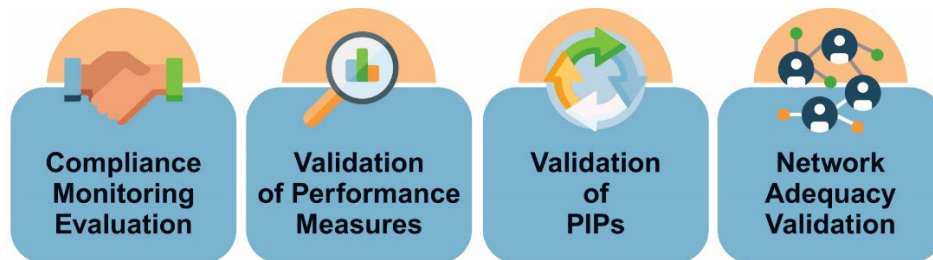 Compliance
Monitoring
Evaluation
Validation
of Performance
Measures
Validation
of
PIPs
Network
Adequacy
Validation